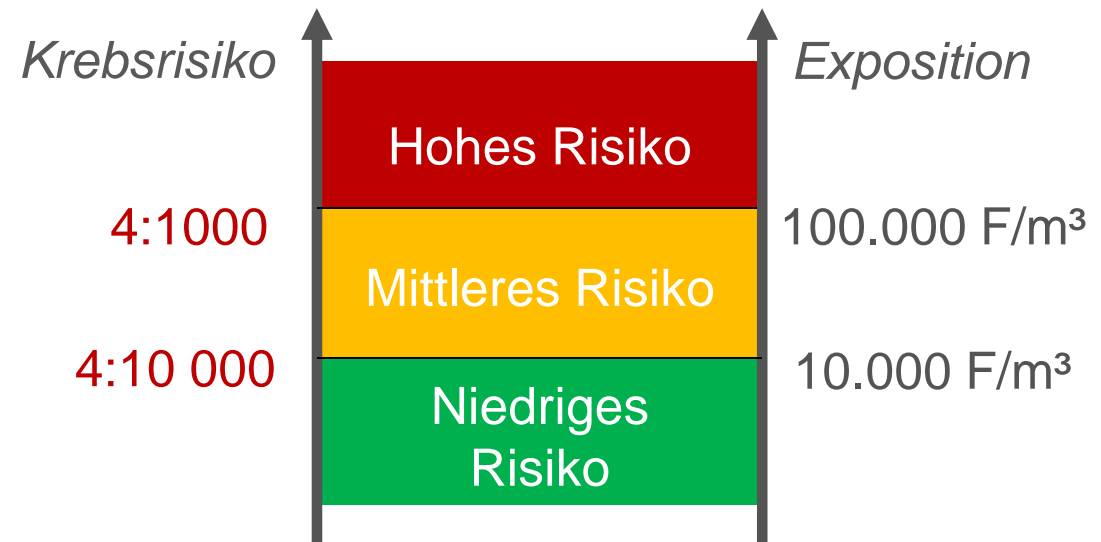 Krebsrisiko
Exposition
Hohes Risiko
4:1000
100.000 F/m³
Mittleres Risiko
4:10 000
10.000 F/m³
Niedriges
Risiko